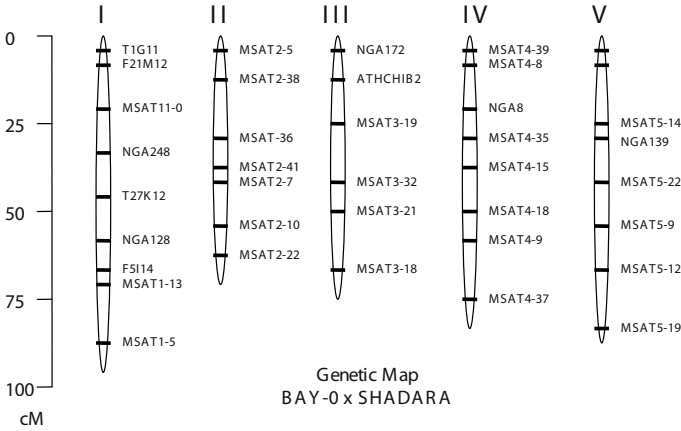 I II III IV V
0
25
50
75
100
cM
T1G11
F21M12
MSAT11-0
NGA248
T27K12
NGA128
F5I14
MSAT1-13
MSAT1-5
MSAT2-5
MSAT2-38
MSAT-36
MSAT2-41
MSAT2-7
MSAT2-10
MSAT2-22
NGA172
ATHCHIB2
MSAT3-19
MSAT3-32
MSAT3-21
MSAT3-18
MSAT4-39
MSAT4-8
NGA8
MSAT4-35
MSAT4-15
MSAT4-18
MSAT4-9
MSAT4-37
MSAT5-14
NGA139
MSAT5-22
MSAT5-9
MSAT5-12
MSAT5-19
Genetic Map
BAY-0 x SHADARA